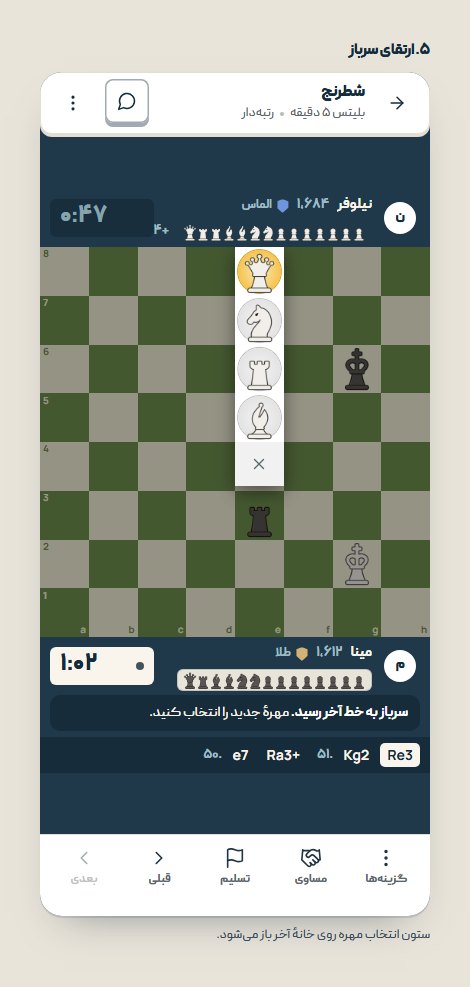 ۵. ارتقای سرباز
شطرنج
بلیتس ۵ دقیقه • رتبه‌دار
ن
نیلوفر ۱٬۶۸۴ الماس
۰:۴۷
+۴
8
7
6
5
4
3
2
1
a b c d e f g h
م
مینا ۱٬۶۱۲ طلا
۱:۰۲
سرباز به خط آخر رسید. مهرهٔ جدید را انتخاب کنید.
۵۰. e7 Ra3+ ۵۱. Kg2 Re3
گزینه‌ها
مساوی
تسلیم
قبلی
بعدی
ستون انتخاب مهره روی خانهٔ آخر باز می‌شود.